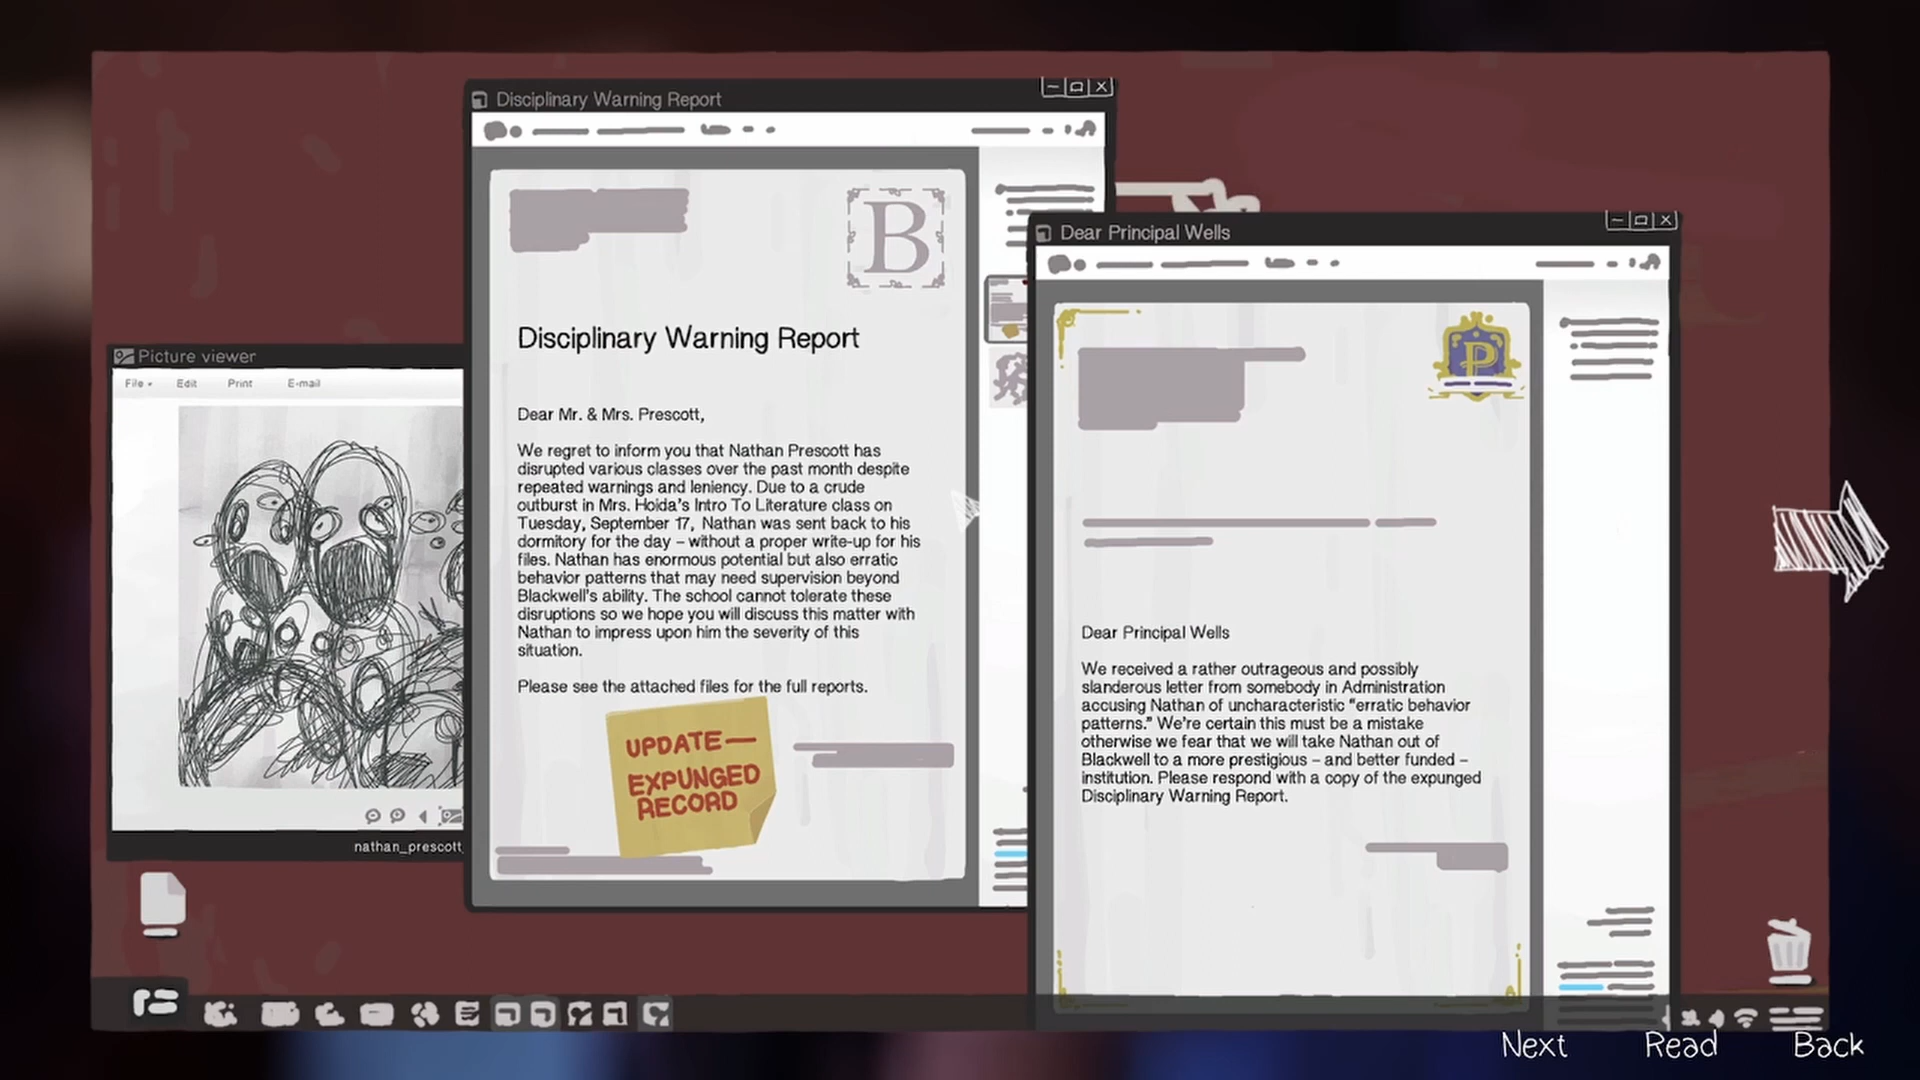 Disciplinary Warning Report
B
Disciplinary Warning Report
Dear Mr. & Mrs. Prescott,
We regret to inform you that Nathan Prescott has
disrupted various classes over the past month despite
repeated warnings and leniency. Due to a crude
outburst in Mrs. Hoida's Intro To Literature class on
Tuesday, September 17, Nathan was sent back to his
dormitory for the day – without a proper write-up for his
files. Nathan has enormous potential but also erratic
behavior patterns that may need supervision beyond
Blackwell's ability. The school cannot tolerate these
disruptions so we hope you will discuss this matter with
Nathan to impress upon him the severity of this
situation.
Please see the attached files for the full reports.
UPDATE—
EXPUNGED
RECORD
Dear Principal Wells
P
Dear Principal Wells
We received a rather outrageous and possibly
slanderous letter from somebody in Administration
accusing Nathan of uncharacteristic "erratic behavior
patterns." We're certain this must be a mistake
otherwise we fear that we will take Nathan out of
Blackwell to a more prestigious – and better funded –
institution. Please respond with a copy of the expunged
Disciplinary Warning Report.
Picture viewer
File Edit Print E-mail
nathan_prescott_
Next Read Back